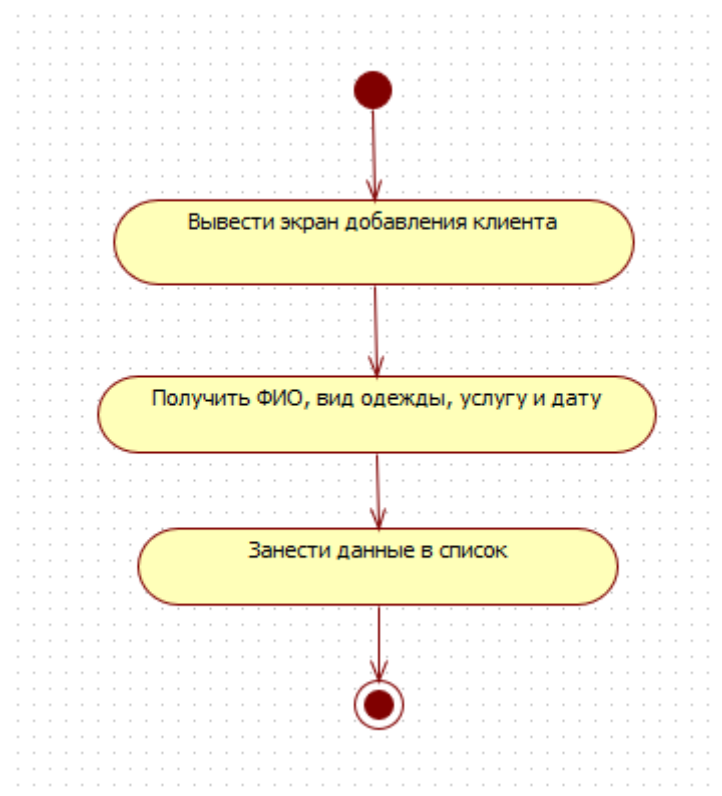 Вывести экран добавления клиента
Получить ФИО, вид одежды, услугу и дату
Занести данные в список